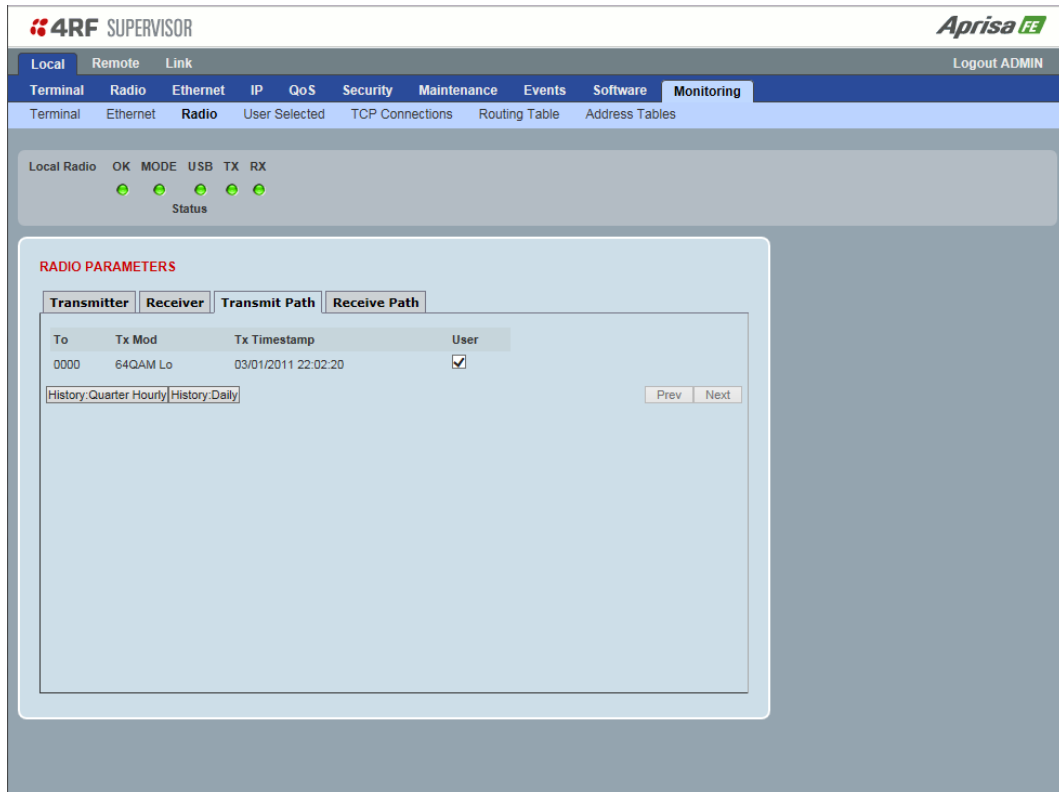 4RF SUPERVISOR
Aprisa FE
Local Remote Link Logout ADMIN
Terminal Radio Ethernet IP QoS Security Maintenance Events Software Monitoring
Terminal Ethernet Radio User Selected TCP Connections Routing Table Address Tables
Local Radio OK MODE USB TX RX
Status
RADIO PARAMETERS
Transmitter Receiver Transmit Path Receive Path
To Tx Mod Tx Timestamp User
0000 64QAM Lo 03/01/2011 22:02:20
History:Quarter Hourly History:Daily Prev Next